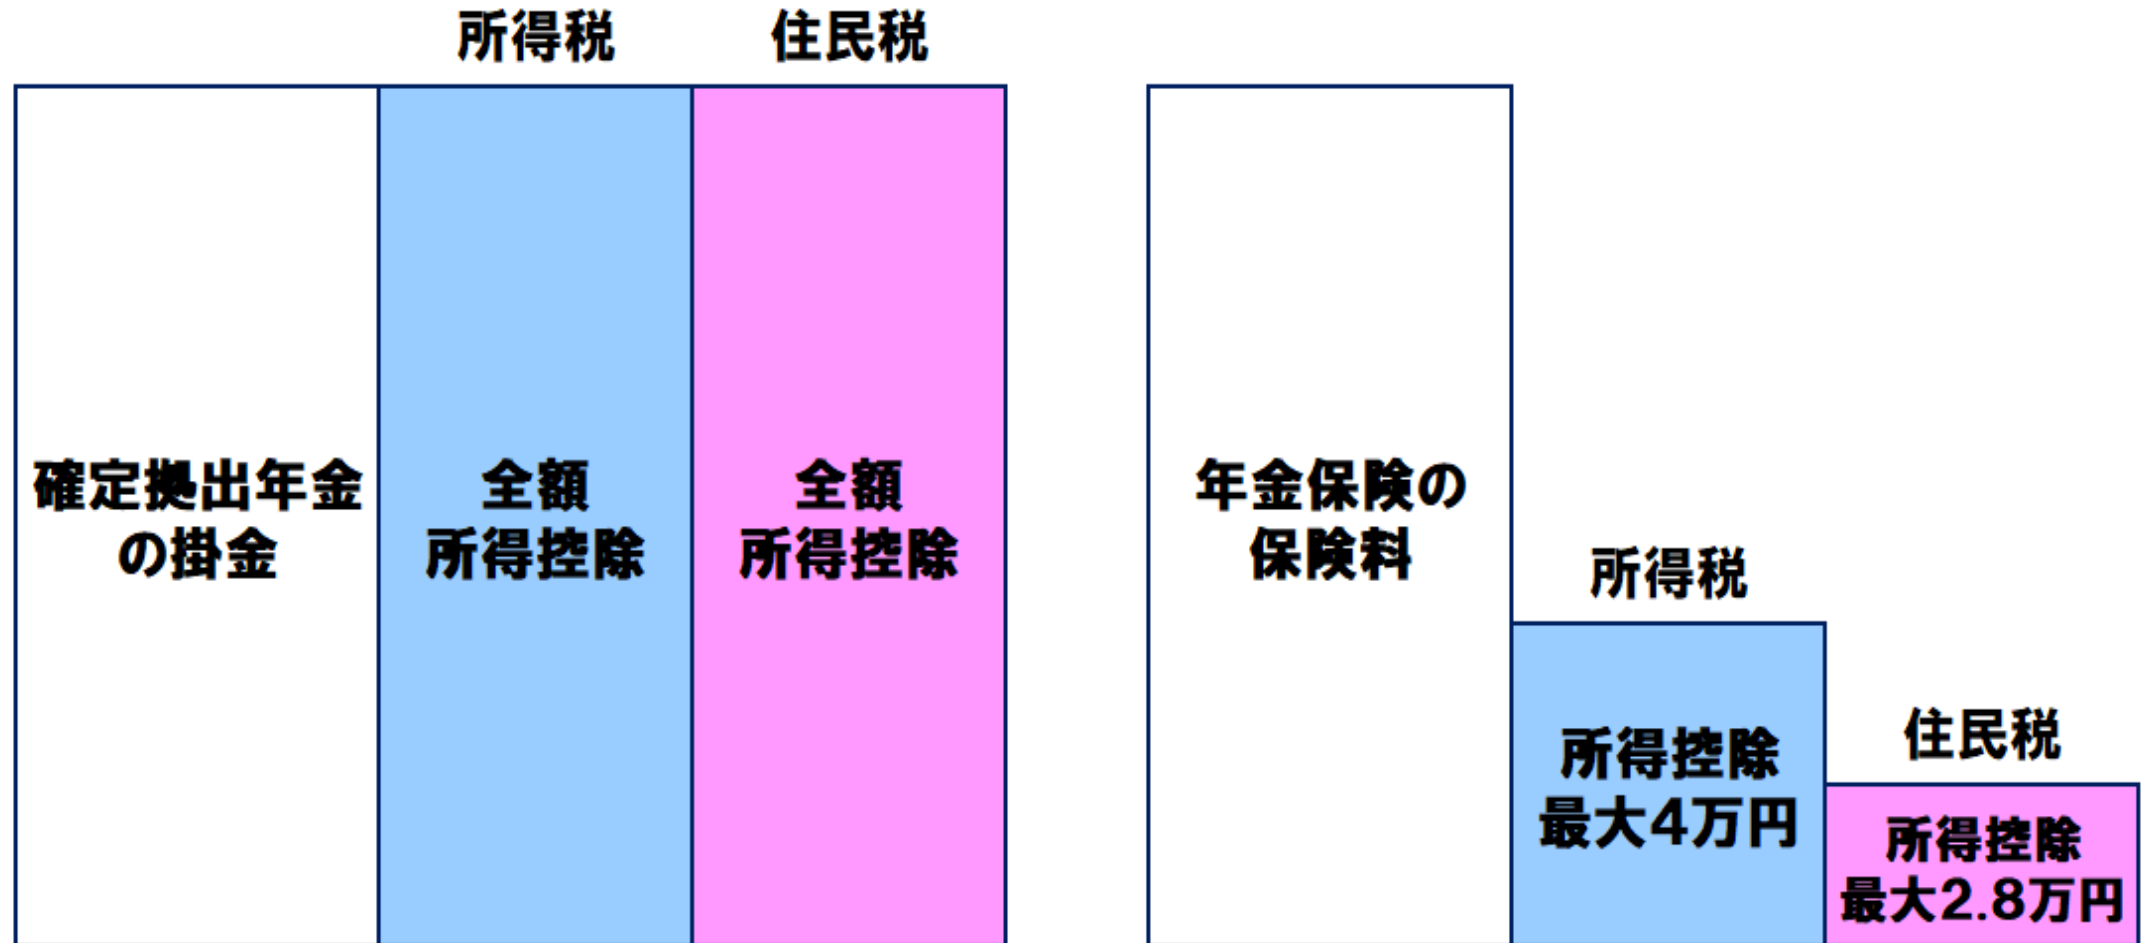 所得税
住民税
確定拠出年金
の掛金
全額
所得控除
全額
所得控除
年金保険の
保険料
所得税
所得控除
最大4万円
住民税
所得控除
最大2.8万円